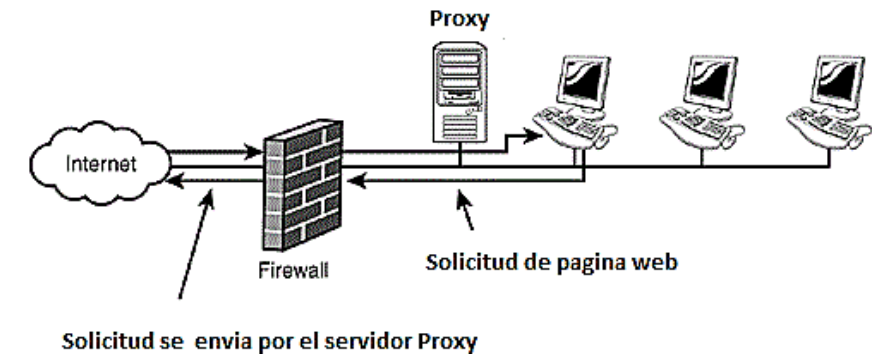 Proxy
Internet
Firewall
Solicitud de pagina web
Solicitud se envia por el servidor Proxy